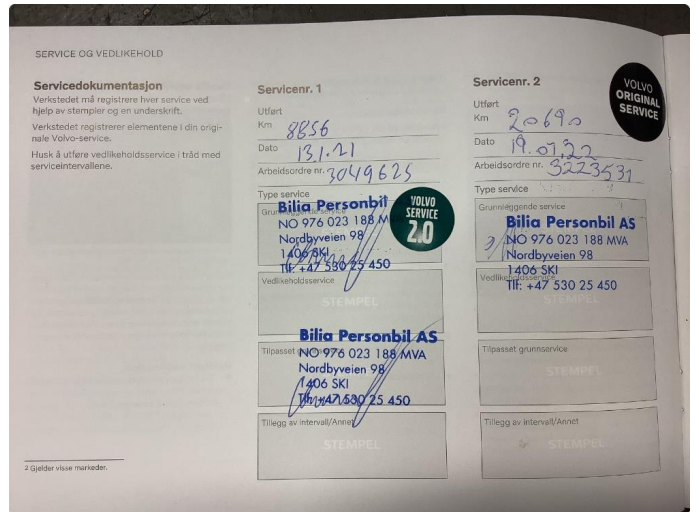 SERVICE OG VEDLIKEHOLD
Servicedokumentasjon
Verkstedet må registrere hver service ved
hjelp av stempler og en underskrift.
Verkstedet registrerer elementene i din origi-
nale Volvo-service.
Husk å utføre vedlikeholdsservice i tråd med
serviceintervallene.
Servicenr. 1
Utført
Km 8856
Dato 13.1.21
Arbeidsordre nr. 3049625
Type service
Grunnleggende service
Bilia Personbil
NO 976 023 188 M
Nordbyveien 98
1406 SKI
Tlf: +47 530 25 450
VOLVO
SERVICE
2.0
Vedlikeholdsservice
STEMPEL
Bilia Personbil AS
Tilpasset grunnservice
NO 976 023 188 MVA
Nordbyveien 98
1406 SKI
Tlf: +47 530 25 450
Tillegg av intervall/Annet
STEMPEL
Servicenr. 2
Utført
Km 20690
Dato 19.01.22
Arbeidsordre nr. 3223531
Type service
VOLVO
ORIGINAL
SERVICE
Grunnleggende service
Bilia Personbil AS
NO 976 023 188 MVA
Nordbyveien 98
1406 SKI
Vedlikeholdsservice
Tlf: +47 530 25 450
STEMPEL
Tilpasset grunnservice
STEMPEL
Tillegg av intervall/Annet
STEMPEL
2 Gjelder visse markeder.